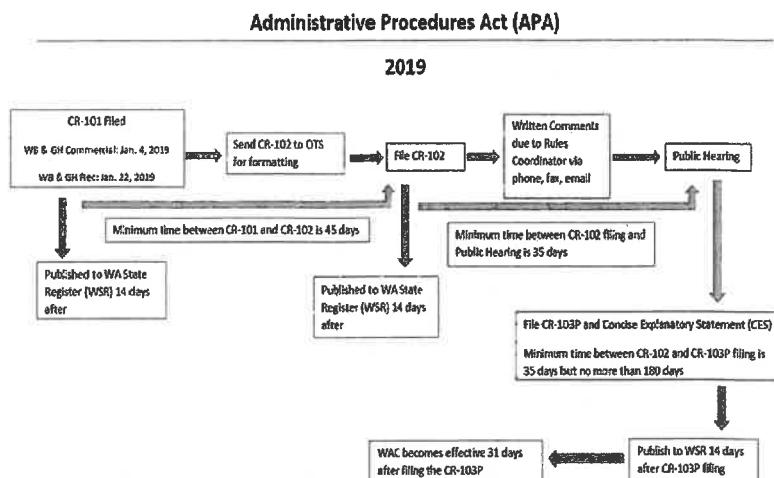 Administrative Procedures Act (APA)
2019
CR-101 Filed
WB & GH Commercial: Jan. 4, 2019
WB & GH Rec: Jan. 22, 2019
Send CR-102 to OTS
for formatting
File CR-102
Written Comments
due to Rules
Coordinator via
phone, fax, email
Public Hearing
Minimum time between CR-101 and CR-102 is 45 days
Minimum time between CR-102 filing and
Public Hearing is 35 days
Published to WA State
Register (WSR) 14 days
after
Published to WA State
Register (WSR) 14 days
after
File CR-103P and Concise Explanatory Statement (CES)
Minimum time between CR-102 and CR-103P filing is
35 days but no more than 180 days
WAC becomes effective 31 days
after filing the CR-103P
Publish to WSR 14 days
after CR-103P filing